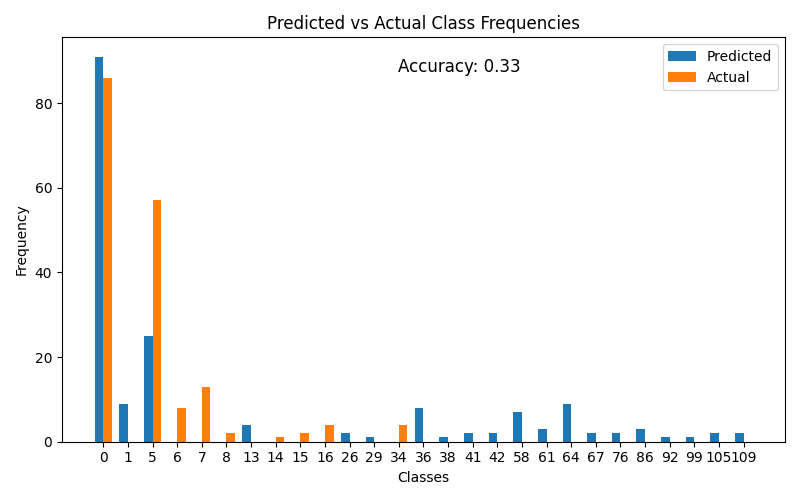 Predicted vs Actual Class Frequencies
Accuracy: 0.33
Predicted
Actual
Frequency
80
60
40
20
0
0 1 5 6 7 8 13 14 15 16 26 29 34 36 38 41 42 58 61 64 67 76 86 92 99 105 109
Classes